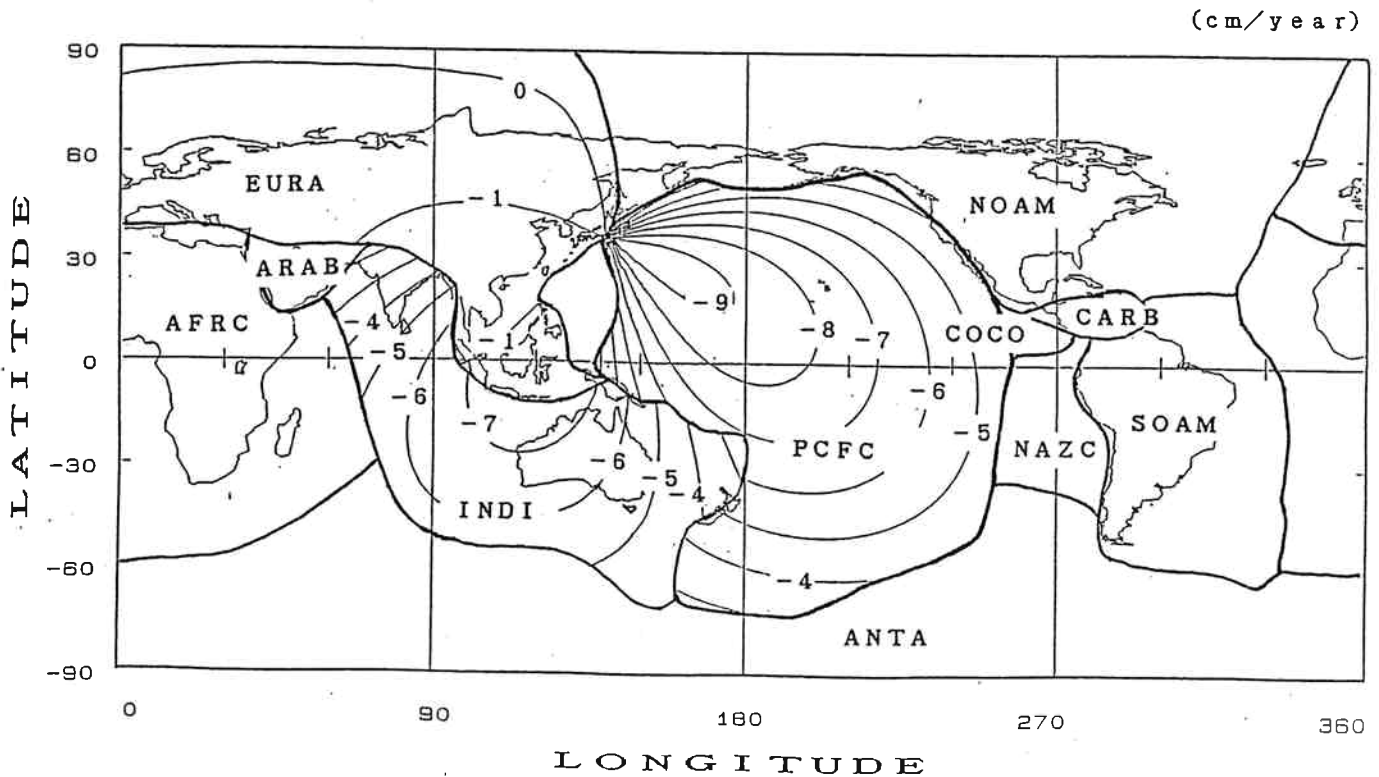 (cm/year)
90
0
60
EURA
-1
NOAM
30
ARAB
-9
AFRC
-4
-8
-7
COCO
CARB
-5
-1
0
-6
-6
-7
-5
SOAM
PCFC
NAZC
-6
-5
-4
-30
INDI
-4
-60
ANTA
-90
0
90
180
270
360
LONGITUDE
LATITUDE